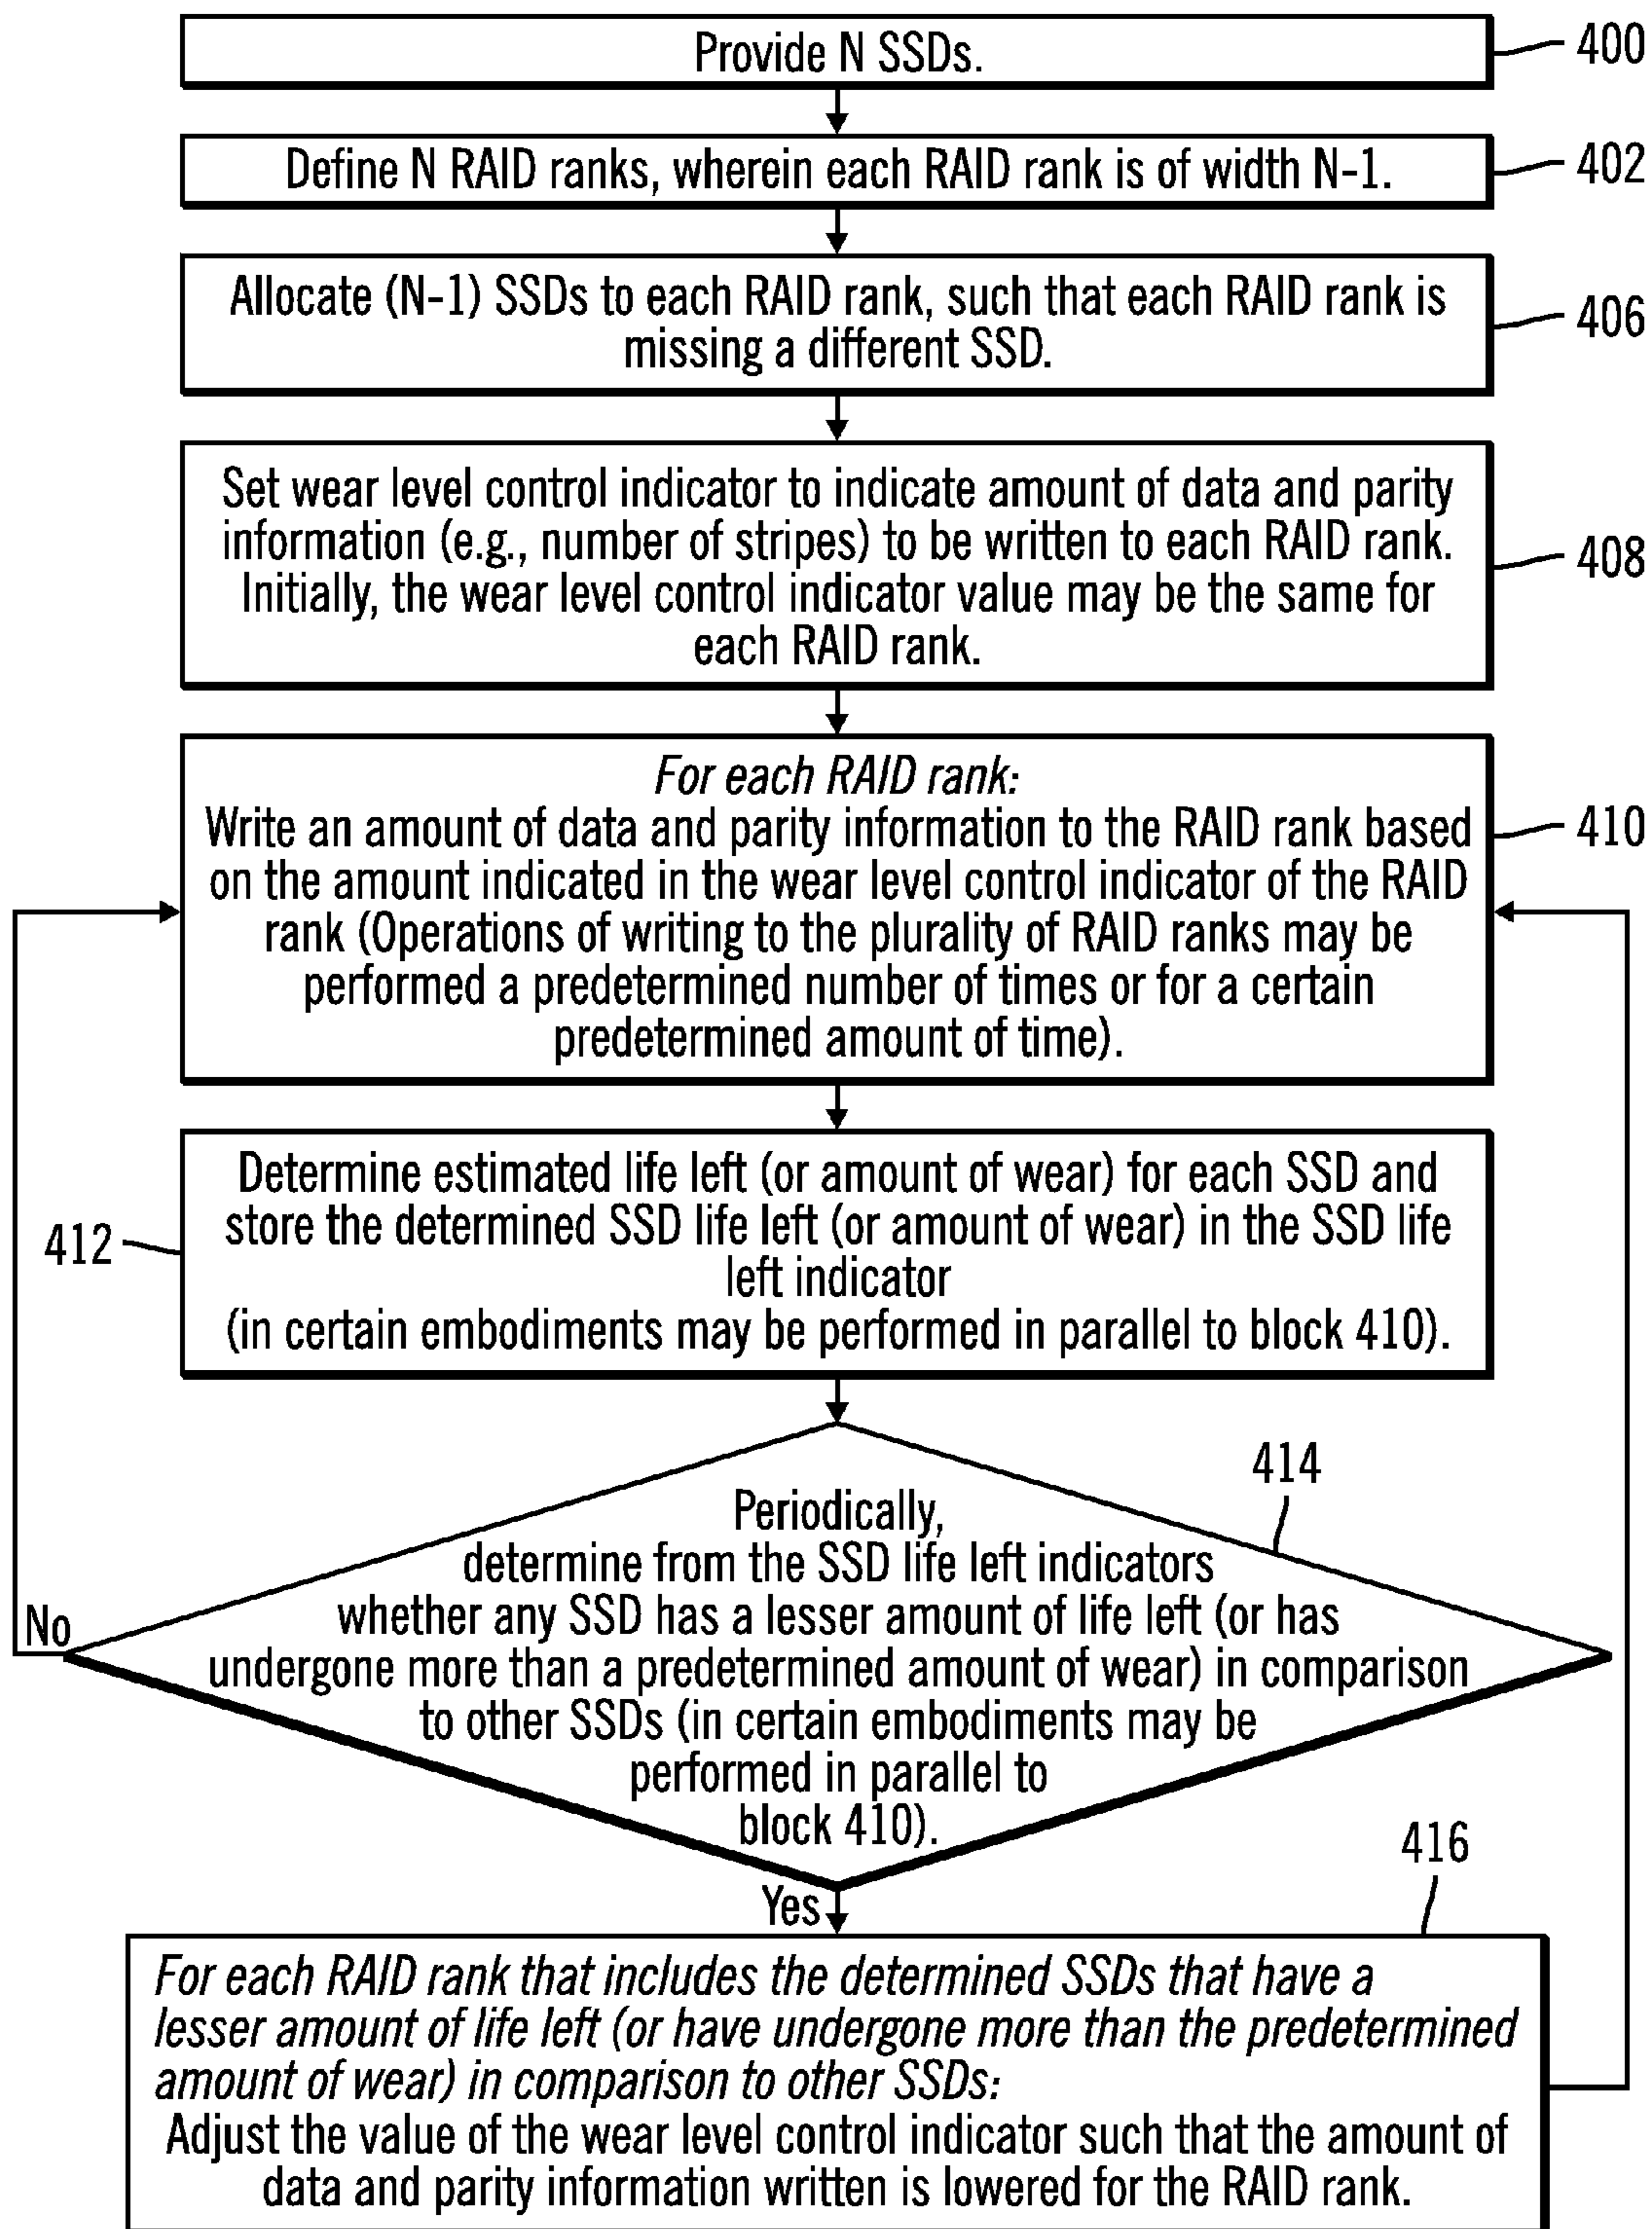 Provide N SSDs.
400
Define N RAID ranks, wherein each RAID rank is of width N-1.
402
Allocate (N-1) SSDs to each RAID rank, such that each RAID rank is
missing a different SSD.
406
Set wear level control indicator to indicate amount of data and parity
information (e.g., number of stripes) to be written to each RAID rank.
Initially, the wear level control indicator value may be the same for
each RAID rank.
408
For each RAID rank:
Write an amount of data and parity information to the RAID rank based
on the amount indicated in the wear level control indicator of the RAID
rank (Operations of writing to the plurality of RAID ranks may be
performed a predetermined number of times or for a certain
predetermined amount of time).
410
Determine estimated life left (or amount of wear) for each SSD and
store the determined SSD life left (or amount of wear) in the SSD life
left indicator
(in certain embodiments may be performed in parallel to block 410).
412
414
Periodically,
determine from the SSD life left indicators
whether any SSD has a lesser amount of life left (or has
undergone more than a predetermined amount of wear) in comparison
to other SSDs (in certain embodiments may be
performed in parallel to
block 410).
No
Yes
416
For each RAID rank that includes the determined SSDs that have a
lesser amount of life left (or have undergone more than the predetermined
amount of wear) in comparison to other SSDs:
Adjust the value of the wear level control indicator such that the amount of
data and parity information written is lowered for the RAID rank.